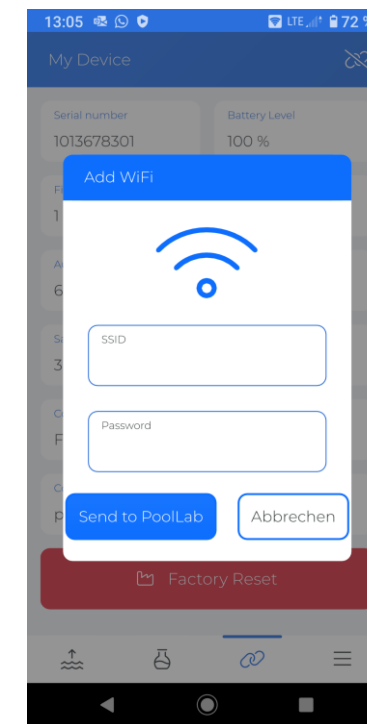 13:05 LTE 72 %
My Device
Serial number Battery Level
1013678301 100 %
Add WiFi
SSID
Password
Send to PoolLab Abbrechen
Factory Reset